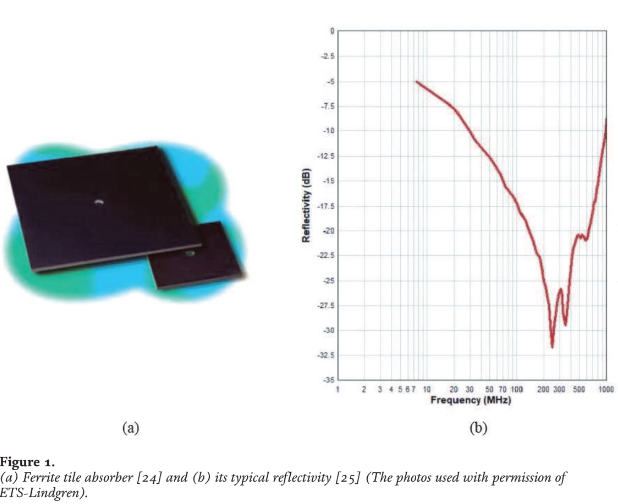 0
-2.5
-5
-7.5
-10
-12.5
-15
-17.5
-20
-22.5
-25
-27.5
-30
-32.5
-35
Reflectivity (dB)
1 2 3 4 5 6 7 10 20 30 50 70 100 200 300 500 1000
Frequency (MHz)
(a) (b)
Figure 1.
(a) Ferrite tile absorber [24] and (b) its typical reflectivity [25] (The photos used with permission of
ETS-Lindgren).